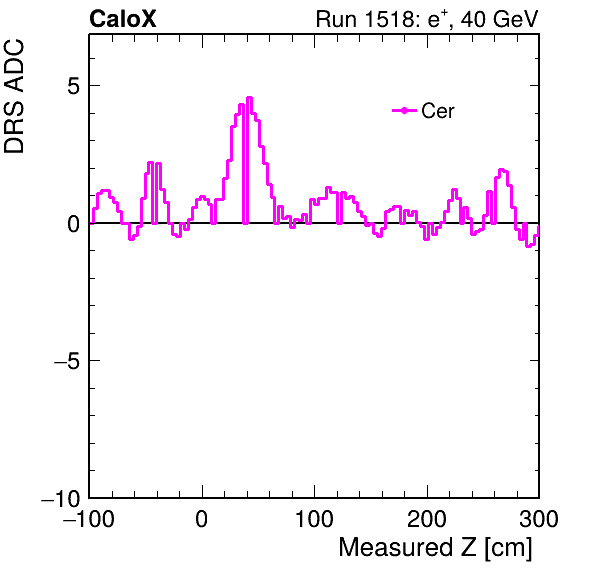 CaloX
Run 1518: e+, 40 GeV
DRS ADC
Cer
5
0
−5
−10
−100 0 100 200 300
Measured Z [cm]